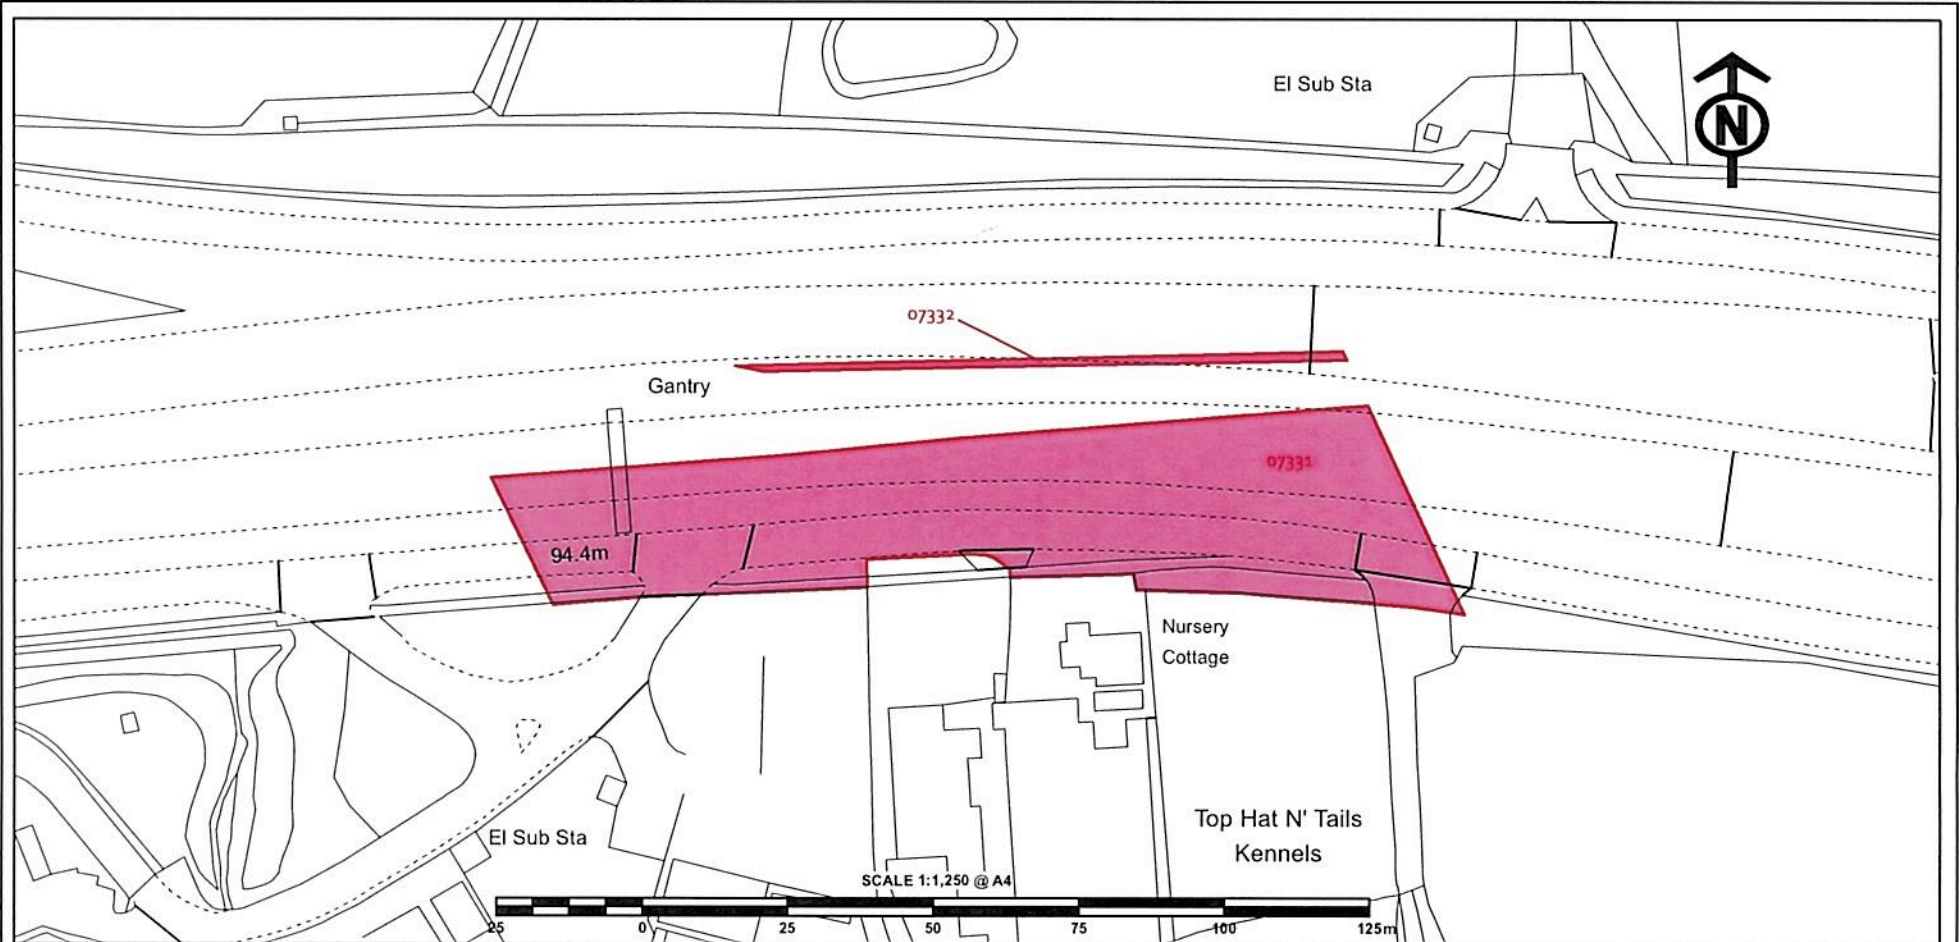 El Sub Sta
N
07332
Gantry
07331
94.4m
Nursery
Cottage
Top Hat N' Tails
Kennels
El Sub Sta
SCALE 1:1,250 @ A4
25 0 25 50 75 100 125m